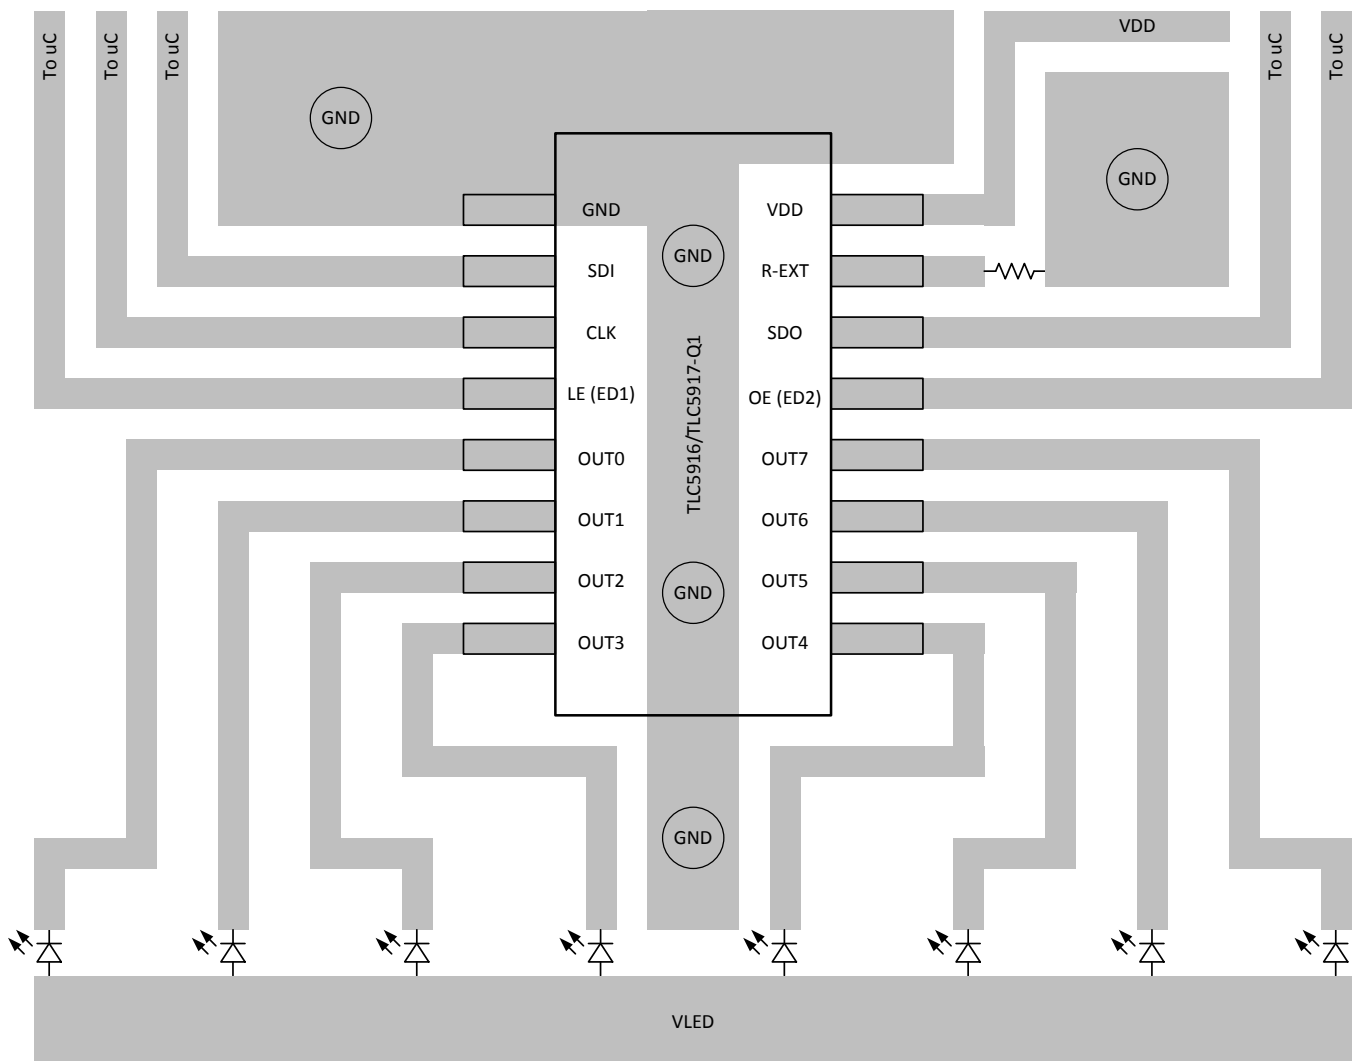 To uC
To uC
To uC
VDD
To uC
To uC
GND
GND
GND
VDD
GND
SDI
R-EXT
CLK
SDO
TLC5916/TLC5917-Q1
LE (ED1)
OE (ED2)
OUT0
OUT7
OUT1
OUT6
OUT2
OUT5
GND
OUT3
OUT4
GND
VLED